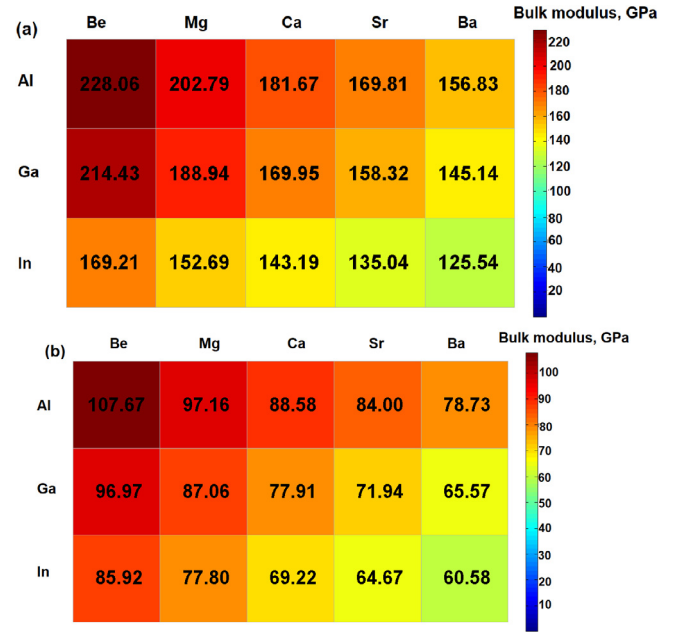 (a)
Be Mg Ca Sr Ba
Bulk modulus, GPa
Al 228.06 202.79 181.67 169.81 156.83
Ga 214.43 188.94 169.95 158.32 145.14
In 169.21 152.69 143.19 135.04 125.54
220
200
180
160
140
120
100
80
60
40
20
(b)
Be Mg Ca Sr Ba
Bulk modulus, GPa
Al 107.67 97.16 88.58 84.00 78.73
Ga 96.97 87.06 77.91 71.94 65.57
In 85.92 77.80 69.22 64.67 60.58
100
90
80
70
60
50
40
30
20
10